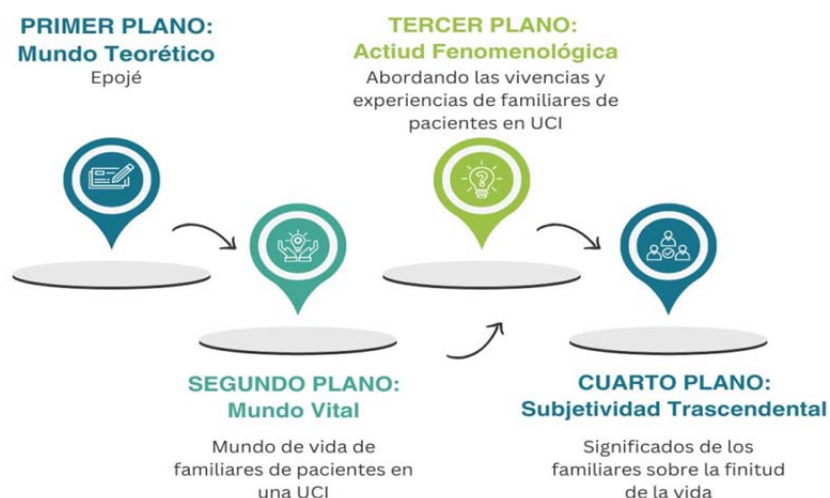 PRIMER PLANO:
Mundo Teorético
Epojé
SEGUNDO PLANO:
Mundo Vital
Mundo de vida de
familiares de pacientes en
una UCI
TERCER PLANO:
Actiud Fenomenológica
Abordando las vivencias y
experiencias de familiares de
pacientes en UCI
CUARTO PLANO:
Subjetividad Trascendental
Significados de los
familiares sobre la finitud
de la vida